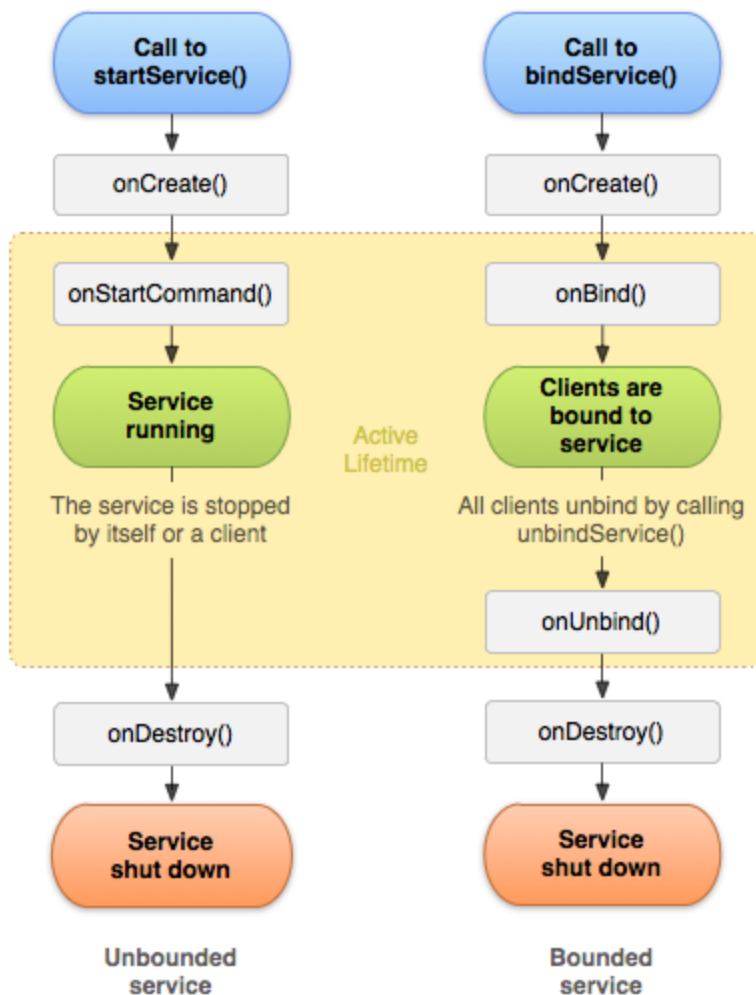 Call to
startService()
onCreate()
onStartCommand()
Service
running
The service is stopped
by itself or a client
onDestroy()
Service
shut down
Unbounded
service
Active
Lifetime
Call to
bindService()
onCreate()
onBind()
Clients are
bound to
service
All clients unbind by calling
unbindService()
onUnbind()
onDestroy()
Service
shut down
Bounded
service